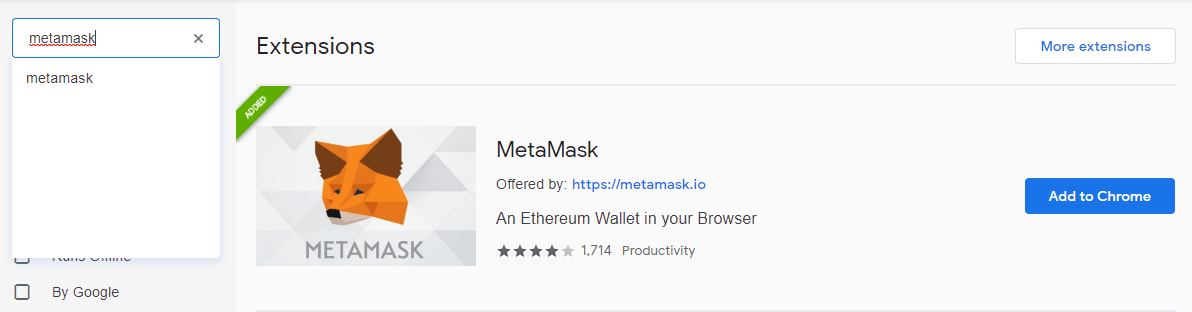 metamask
metamask
Runs Offline
By Google
Extensions
More extensions
ADDED
METAMASK
MetaMask
Offered by: https://metamask.io
An Ethereum Wallet in your Browser
1,714 Productivity
Add to Chrome